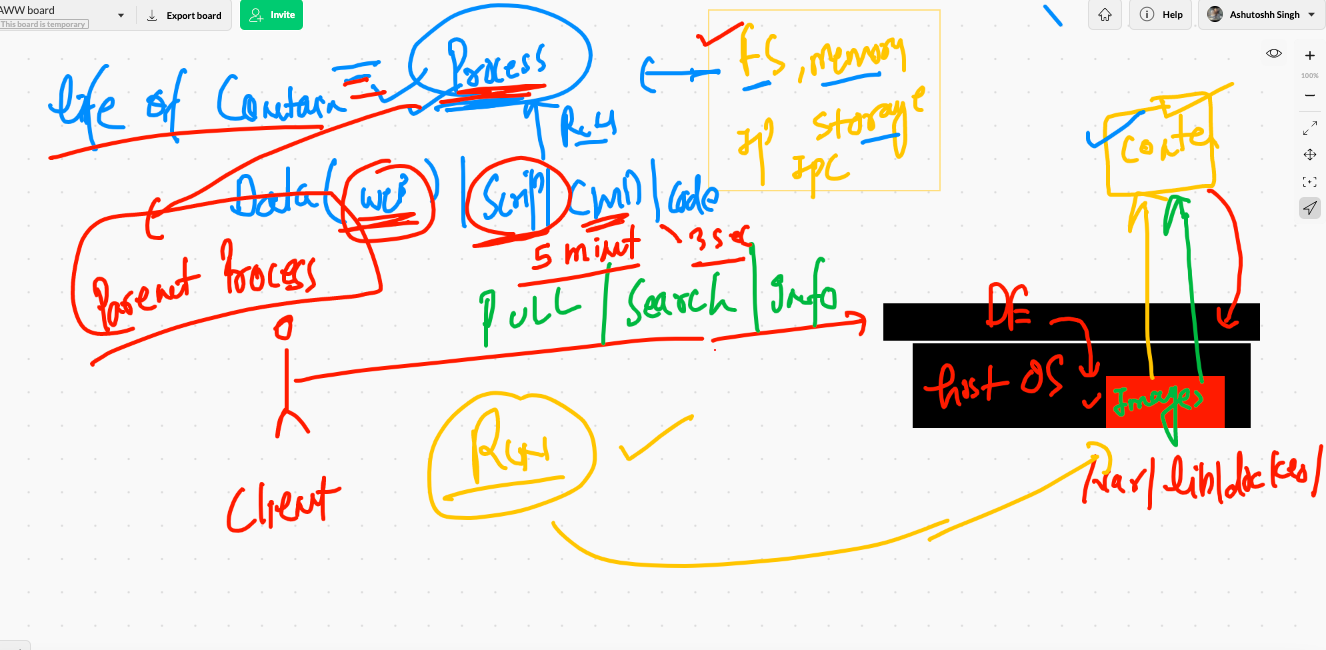 AWW board
This board is temporary
Export board
Invite
Help
Ashutoshh Singh
100%
life of Contain = Process
FS, memory
storage
IP IPC
Run
Data (web) | Script | CMD | Code
5 minut 3 sec
Parenet Process
PULL | Search | Info
Conte
DE
host OS
Images
/var/lib/docker/
Client
Run